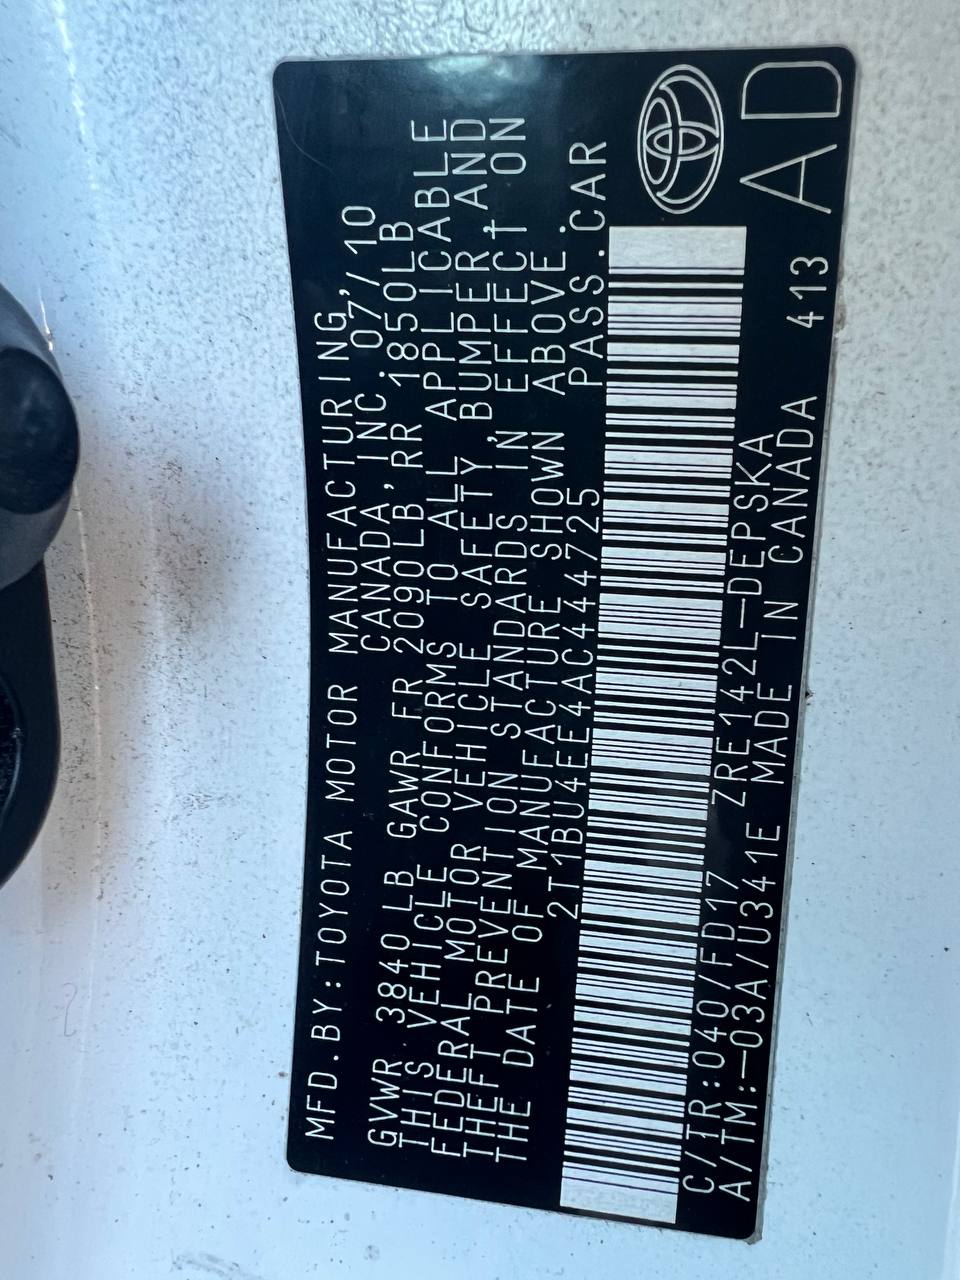 MFD.BY:TOYOTA MOTOR MANUFACTURING
CANADA,INC. 07/10
GVWR 3840 LB GAWR FR 2090LB,RR 1850LB
THIS VEHICLE CONFORMS TO ALL APPLICABLE
FEDERAL MOTOR VEHICLE SAFETY, BUMPER, AND
THEFT PREVENTION STANDARDS IN EFFECT ON
THE DATE OF MANUFACTURE SHOWN ABOVE.
2T1BU4EE4AC444725 PASS.CAR
C/TR:040/FD17 ZRE142L-DEPSKA
A/TM:-03A/U341E MADE IN CANADA 413
AD